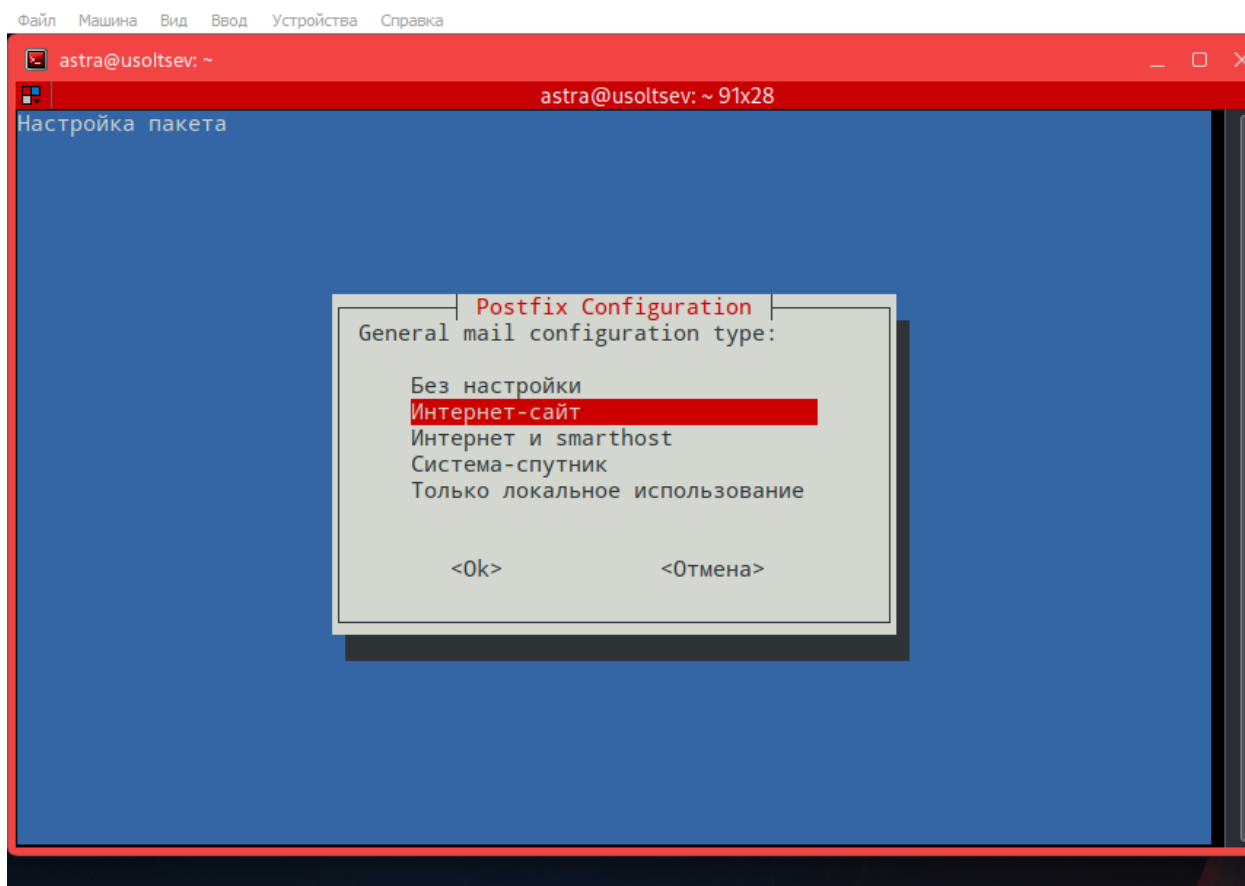 Файл Машина Вид Ввод Устройства Справка
astra@usoltsev: ~
astra@usoltsev: ~ 91x28
Настройка пакета
Postfix Configuration
General mail configuration type:
Без настройки
Интернет-сайт
Интернет и smarthost
Система-спутник
Только локальное использование
<Ok> <Отмена>